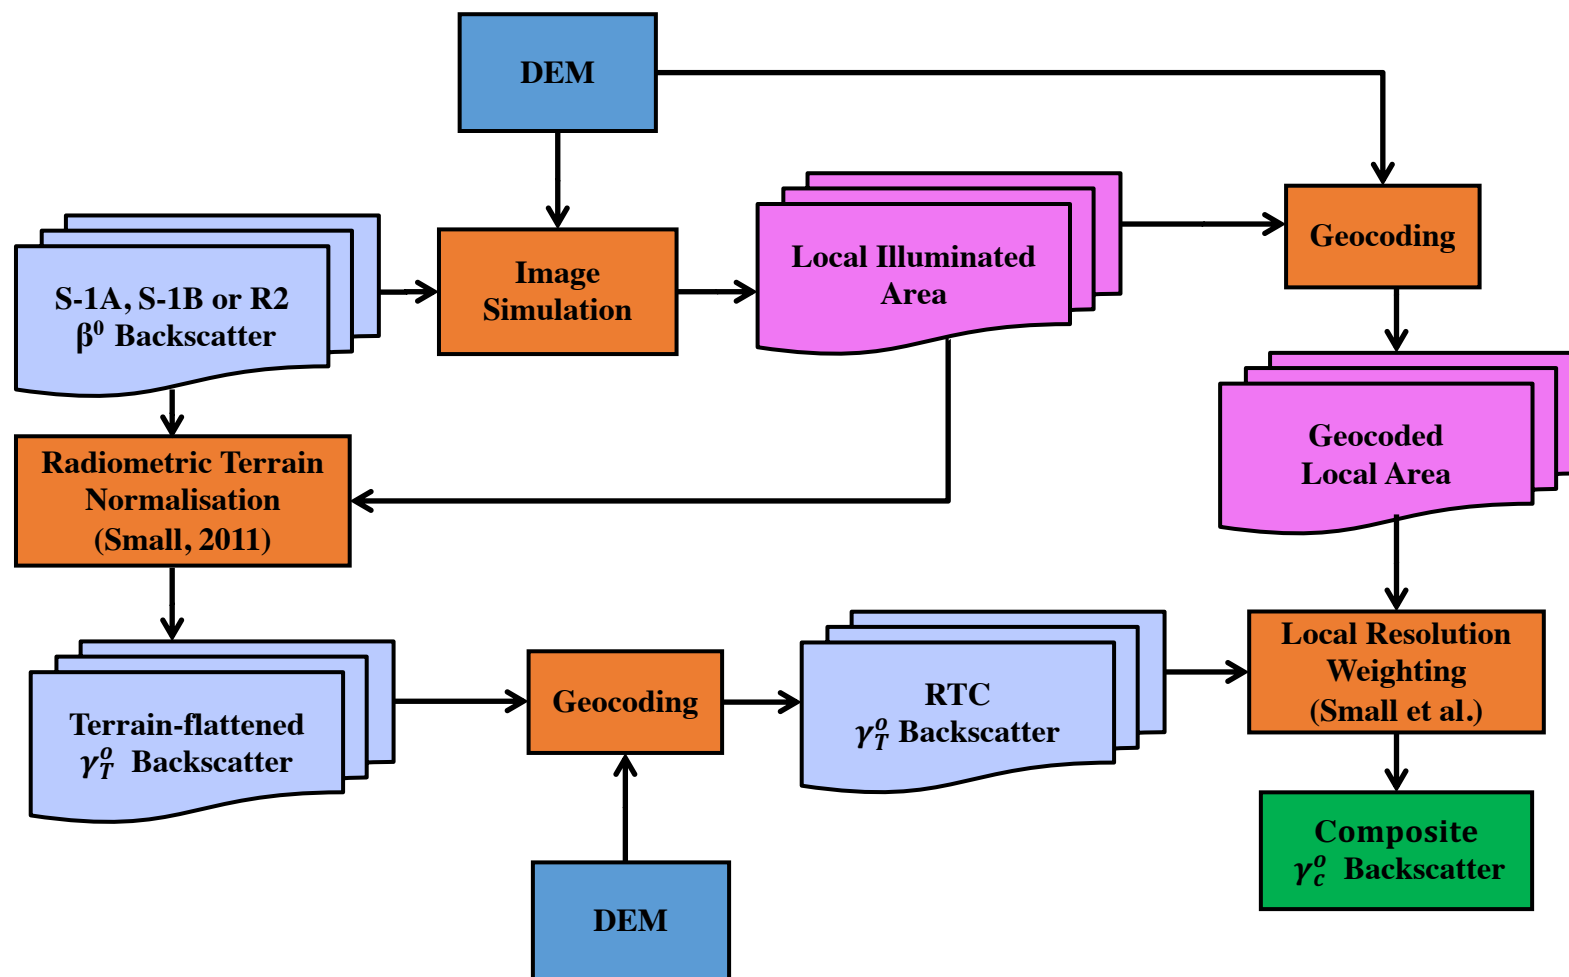 DEM
S-1A, S-1B or R2
β⁰ Backscatter
Image
Simulation
Local Illuminated
Area
Geocoding
Radiometric Terrain
Normalisation
(Small, 2011)
Geocoded
Local Area
Terrain-flattened
γ_T^o Backscatter
Geocoding
RTC
γ_T^o Backscatter
Local Resolution
Weighting
(Small et al.)
Composite
γ_c^o Backscatter
DEM